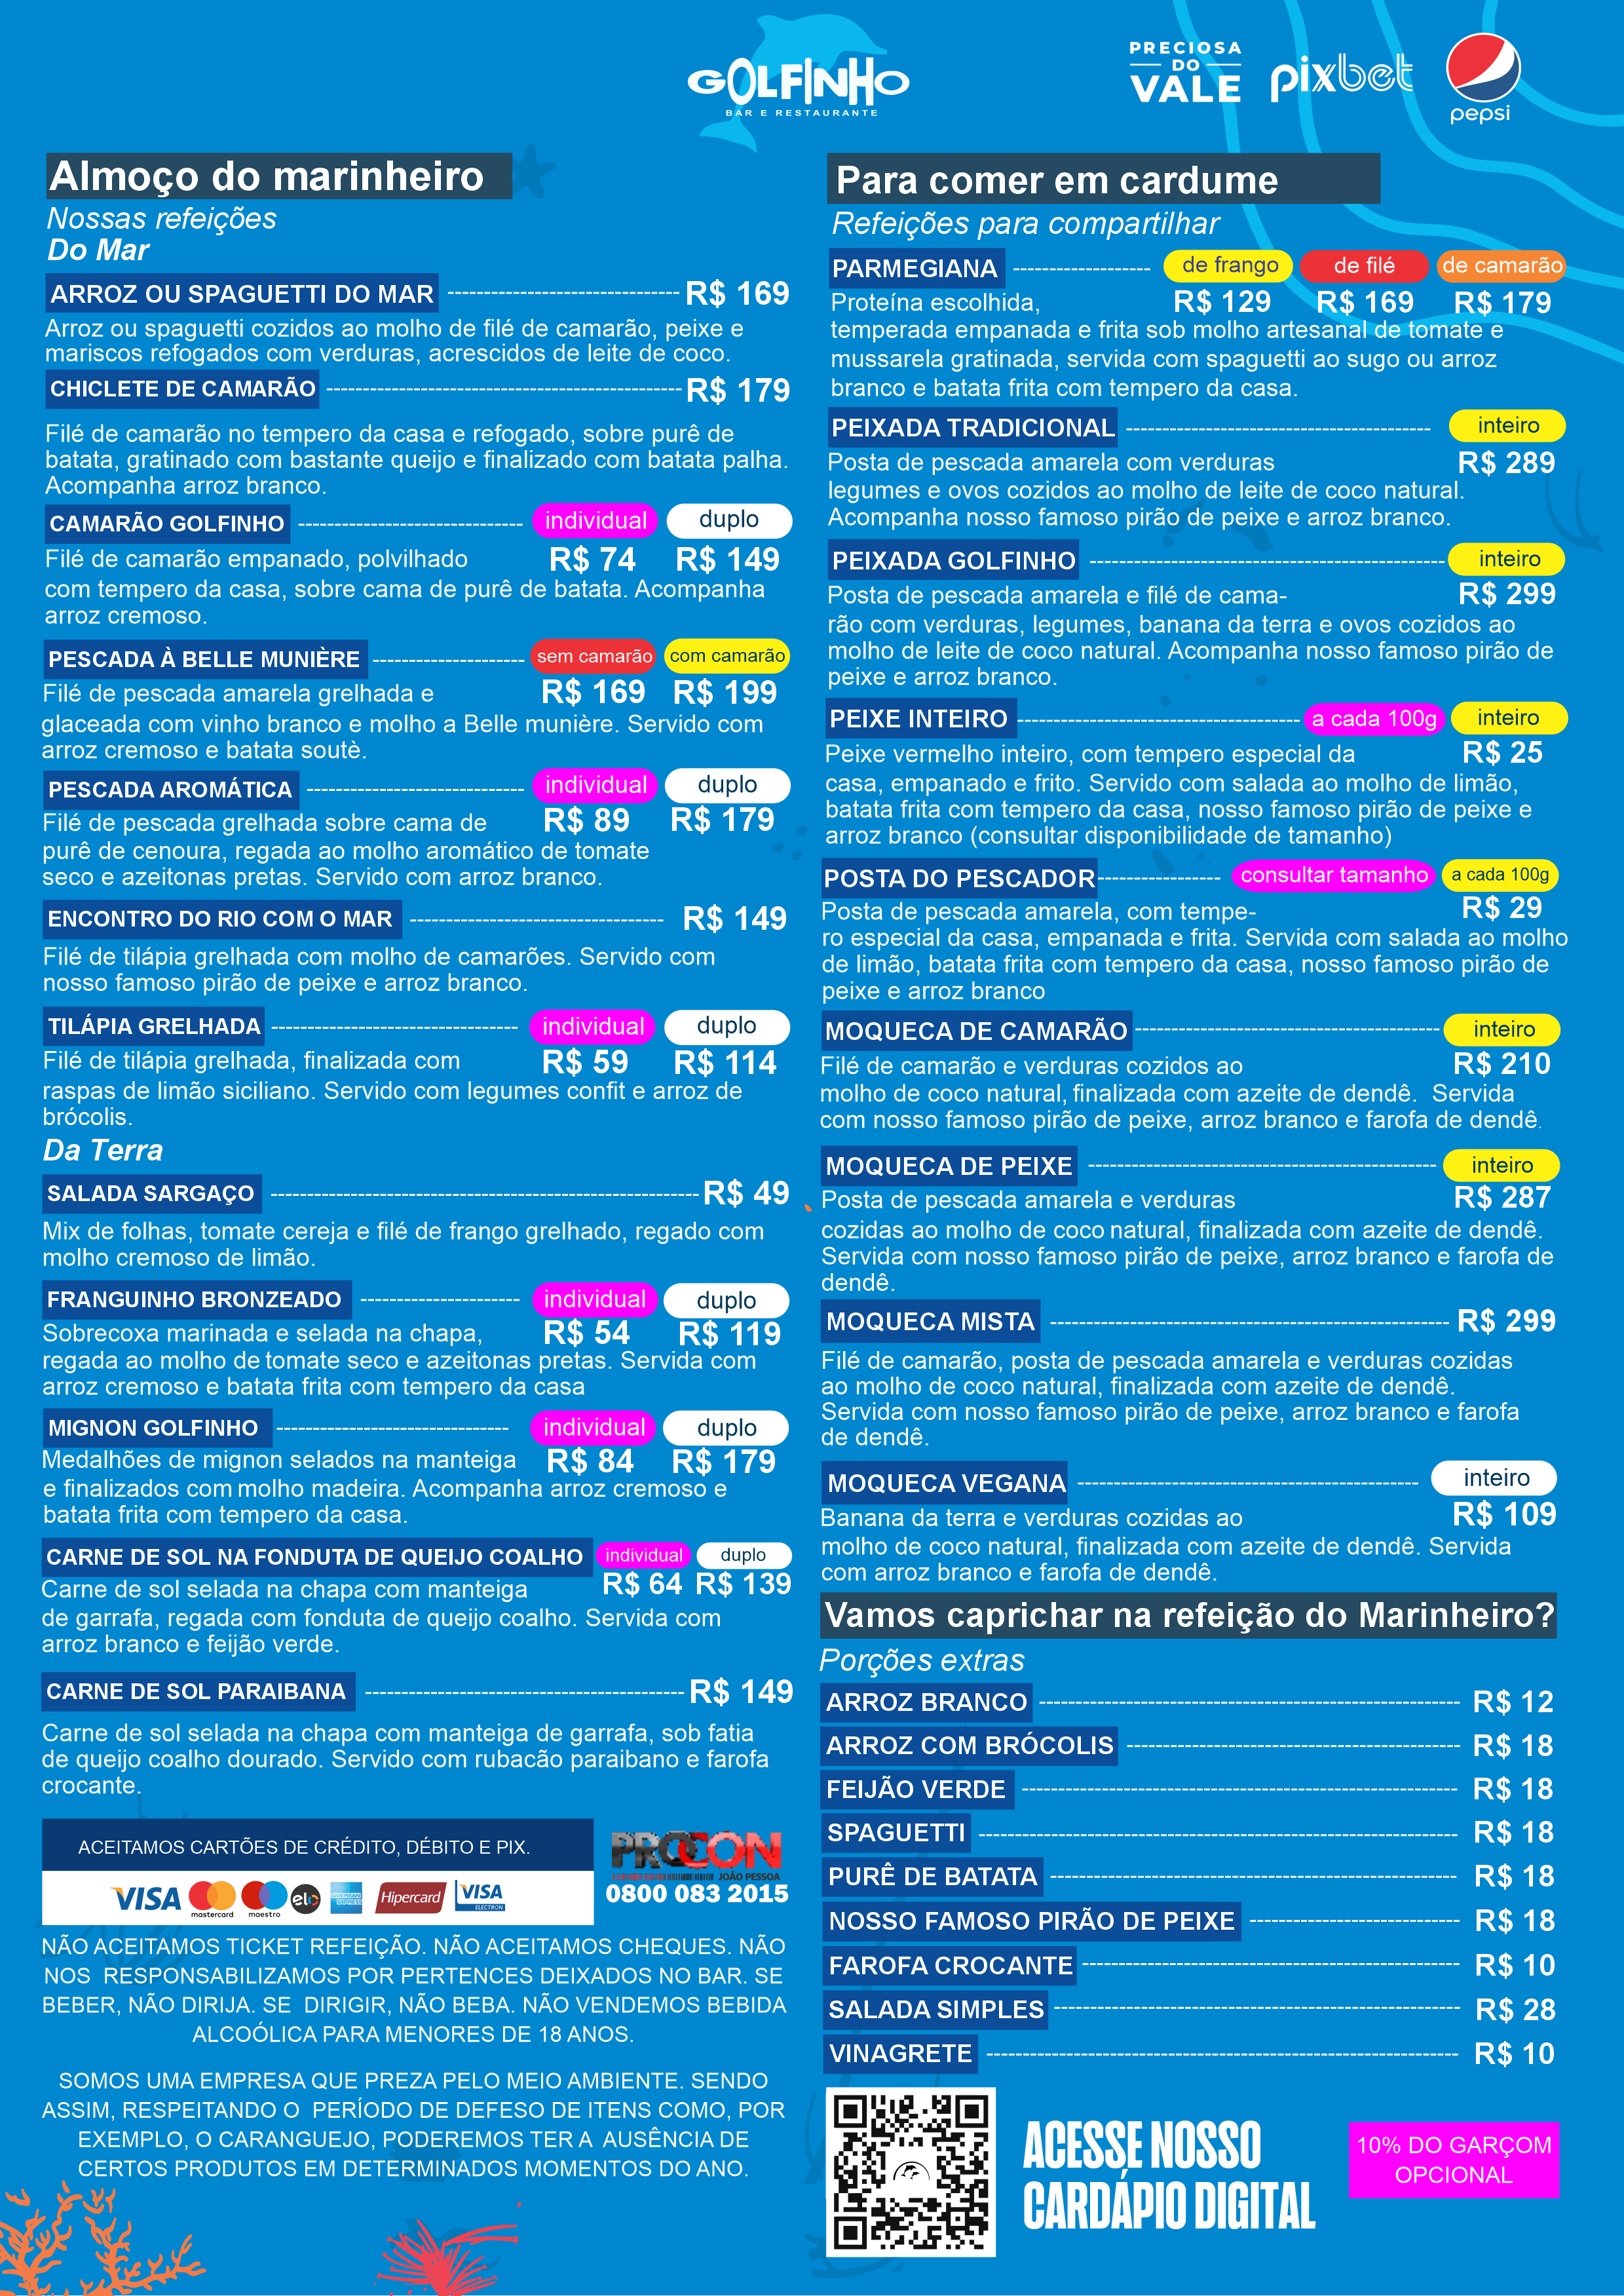 GOLFINHO
BAR E RESTAURANTE
PRECIOSA
DO
VALE
pixbet
pepsi
Almoço do marinheiro
Nossas refeições
Do Mar
ARROZ OU SPAGUETTI DO MAR -------------------------------- R$ 169
Arroz ou spaguetti cozidos ao molho de filé de camarão, peixe e
mariscos refogados com verduras, acrescidos de leite de coco.
CHICLETE DE CAMARÃO ------------------------------------------------- R$ 179
Filé de camarão no tempero da casa e refogado, sobre purê de
batata, gratinado com bastante queijo e finalizado com batata palha.
Acompanha arroz branco.
CAMARÃO GOLFINHO ------------------------------- individual duplo
Filé de camarão empanado, polvilhado R$ 74 R$ 149
com tempero da casa, sobre cama de purê de batata. Acompanha
arroz cremoso.
PESCADA À BELLE MUNIÈRE --------------------- sem camarão com camarão
Filé de pescada amarela grelhada e R$ 169 R$ 199
glaceada com vinho branco e molho a Belle munière. Servido com
arroz cremoso e batata soutè.
PESCADA AROMÁTICA ------------------------------ individual duplo
Filé de pescada grelhada sobre cama de R$ 89 R$ 179
purê de cenoura, regada ao molho aromático de tomate
seco e azeitonas pretas. Servido com arroz branco.
ENCONTRO DO RIO COM O MAR ----------------------------------- R$ 149
Filé de tilápia grelhada com molho de camarões. Servido com
nosso famoso pirão de peixe e arroz branco.
TILÁPIA GRELHADA ---------------------------------- individual duplo
Filé de tilápia grelhada, finalizada com R$ 59 R$ 114
raspas de limão siciliano. Servido com legumes confit e arroz de
brócolis.
Da Terra
SALADA SARGAÇO ----------------------------------------------------------- R$ 49
Mix de folhas, tomate cereja e filé de frango grelhado, regado com
molho cremoso de limão.
FRANGUINHO BRONZEADO ---------------------- individual duplo
Sobrecoxa marinada e selada na chapa, R$ 54 R$ 119
regada ao molho de tomate seco e azeitonas pretas. Servida com
arroz cremoso e batata frita com tempero da casa
MIGNON GOLFINHO -------------------------------- individual duplo
Medalhões de mignon selados na manteiga R$ 84 R$ 179
e finalizados com molho madeira. Acompanha arroz cremoso e
batata frita com tempero da casa.
CARNE DE SOL NA FONDUTA DE QUEIJO COALHO individual duplo
Carne de sol selada na chapa com manteiga R$ 64 R$ 139
de garrafa, regada com fonduta de queijo coalho. Servida com
arroz branco e feijão verde.
CARNE DE SOL PARAIBANA -------------------------------------------- R$ 149
Carne de sol selada na chapa com manteiga de garrafa, sob fatia
de queijo coalho dourado. Servido com rubacão paraibano e farofa
crocante.
ACEITAMOS CARTÕES DE CRÉDITO, DÉBITO E PIX.
VISA mastercard maestro elo AMERICAN EXPRESS Hipercard VISA ELECTRON
PROCON
JOÃO PESSOA
0800 083 2015
NÃO ACEITAMOS TICKET REFEIÇÃO. NÃO ACEITAMOS CHEQUES. NÃO
NOS RESPONSABILIZAMOS POR PERTENCES DEIXADOS NO BAR. SE
BEBER, NÃO DIRIJA. SE DIRIGIR, NÃO BEBA. NÃO VENDEMOS BEBIDA
ALCOÓLICA PARA MENORES DE 18 ANOS.
SOMOS UMA EMPRESA QUE PREZA PELO MEIO AMBIENTE. SENDO
ASSIM, RESPEITANDO O PERÍODO DE DEFESO DE ITENS COMO, POR
EXEMPLO, O CARANGUEJO, PODEREMOS TER A AUSÊNCIA DE
CERTOS PRODUTOS EM DETERMINADOS MOMENTOS DO ANO.
Para comer em cardume
Refeições para compartilhar
PARMEGIANA ------------------- de frango de filé de camarão
Proteína escolhida, R$ 129 R$ 169 R$ 179
temperada empanada e frita sob molho artesanal de tomate e
mussarela gratinada, servida com spaguetti ao sugo ou arroz
branco e batata frita com tempero da casa.
PEIXADA TRADICIONAL ------------------------------------------ inteiro
Posta de pescada amarela com verduras R$ 289
legumes e ovos cozidos ao molho de leite de coco natural.
Acompanha nosso famoso pirão de peixe e arroz branco.
PEIXADA GOLFINHO ------------------------------------------------- inteiro
Posta de pescada amarela e filé de cama- R$ 299
rão com verduras, legumes, banana da terra e ovos cozidos ao
molho de leite de coco natural. Acompanha nosso famoso pirão de
peixe e arroz branco.
PEIXE INTEIRO --------------------------------------- a cada 100g inteiro
Peixe vermelho inteiro, com tempero especial da R$ 25
casa, empanado e frito. Servido com salada ao molho de limão,
batata frita com tempero da casa, nosso famoso pirão de peixe e
arroz branco (consultar disponibilidade de tamanho)
POSTA DO PESCADOR ----------------- consultar tamanho a cada 100g
Posta de pescada amarela, com tempe- R$ 29
ro especial da casa, empanada e frita. Servida com salada ao molho
de limão, batata frita com tempero da casa, nosso famoso pirão de
peixe e arroz branco
MOQUECA DE CAMARÃO ------------------------------------------ inteiro
Filé de camarão e verduras cozidos ao R$ 210
molho de coco natural, finalizada com azeite de dendê. Servida
com nosso famoso pirão de peixe, arroz branco e farofa de dendê.
MOQUECA DE PEIXE ------------------------------------------------ inteiro
Posta de pescada amarela e verduras R$ 287
cozidas ao molho de coco natural, finalizada com azeite de dendê.
Servida com nosso famoso pirão de peixe, arroz branco e farofa de
dendê.
MOQUECA MISTA ------------------------------------------------------- R$ 299
Filé de camarão, posta de pescada amarela e verduras cozidas
ao molho de coco natural, finalizada com azeite de dendê.
Servida com nosso famoso pirão de peixe, arroz branco e farofa
de dendê.
MOQUECA VEGANA ----------------------------------------------- inteiro
Banana da terra e verduras cozidas ao R$ 109
molho de coco natural, finalizada com azeite de dendê. Servida
com arroz branco e farofa de dendê.
Vamos caprichar na refeição do Marinheiro?
Porções extras
ARROZ BRANCO ---------------------------------------------------------- R$ 12
ARROZ COM BRÓCOLIS ---------------------------------------------- R$ 18
FEIJÃO VERDE ------------------------------------------------------------ R$ 18
SPAGUETTI ------------------------------------------------------------------ R$ 18
PURÊ DE BATATA -------------------------------------------------------- R$ 18
NOSSO FAMOSO PIRÃO DE PEIXE ----------------------------- R$ 18
FAROFA CROCANTE ---------------------------------------------------- R$ 10
SALADA SIMPLES -------------------------------------------------------- R$ 28
VINAGRETE ----------------------------------------------------------------- R$ 10
ACESSE NOSSO
CARDÁPIO DIGITAL
10% DO GARÇOM
OPCIONAL